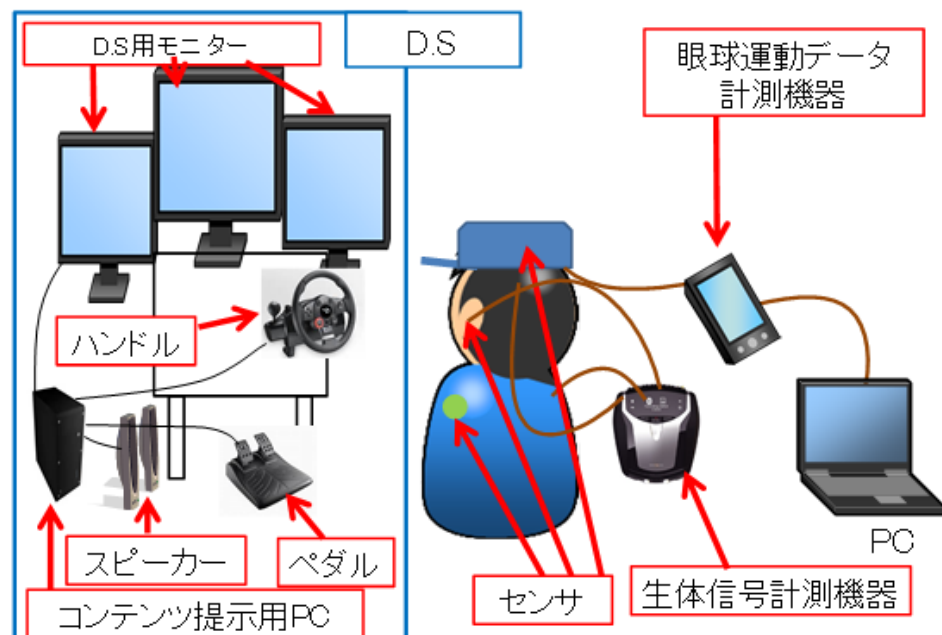 D.S用モニター
D.S
眼球運動データ
計測機器
ハンドル
スピーカー
ペダル
コンテンツ提示用PC
センサ
生体信号計測機器
PC